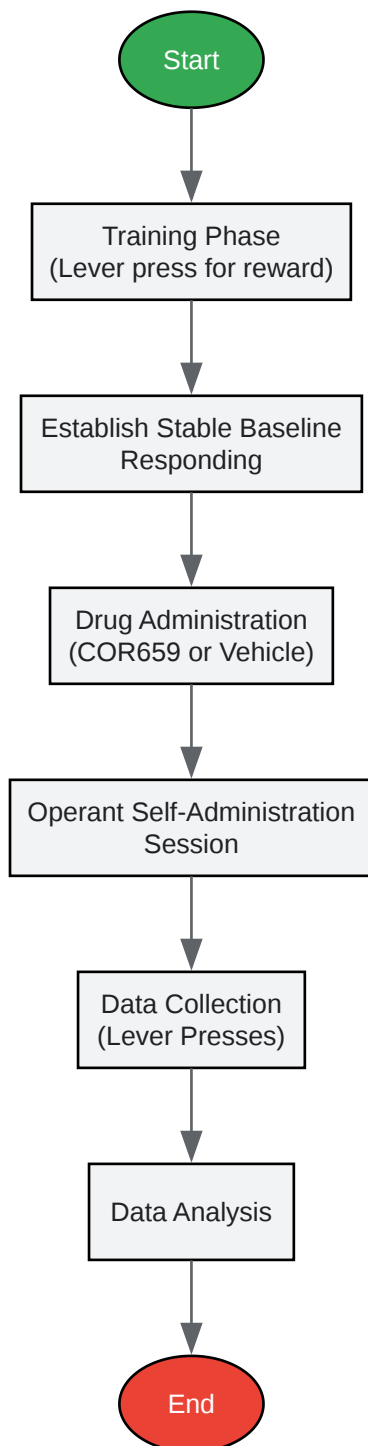 Start
Training Phase
(Lever press for reward)
Establish Stable Baseline
Responding
Drug Administration
(COR659 or Vehicle)
Operant Self-Administration
Session
Data Collection
(Lever Presses)
Data Analysis
End